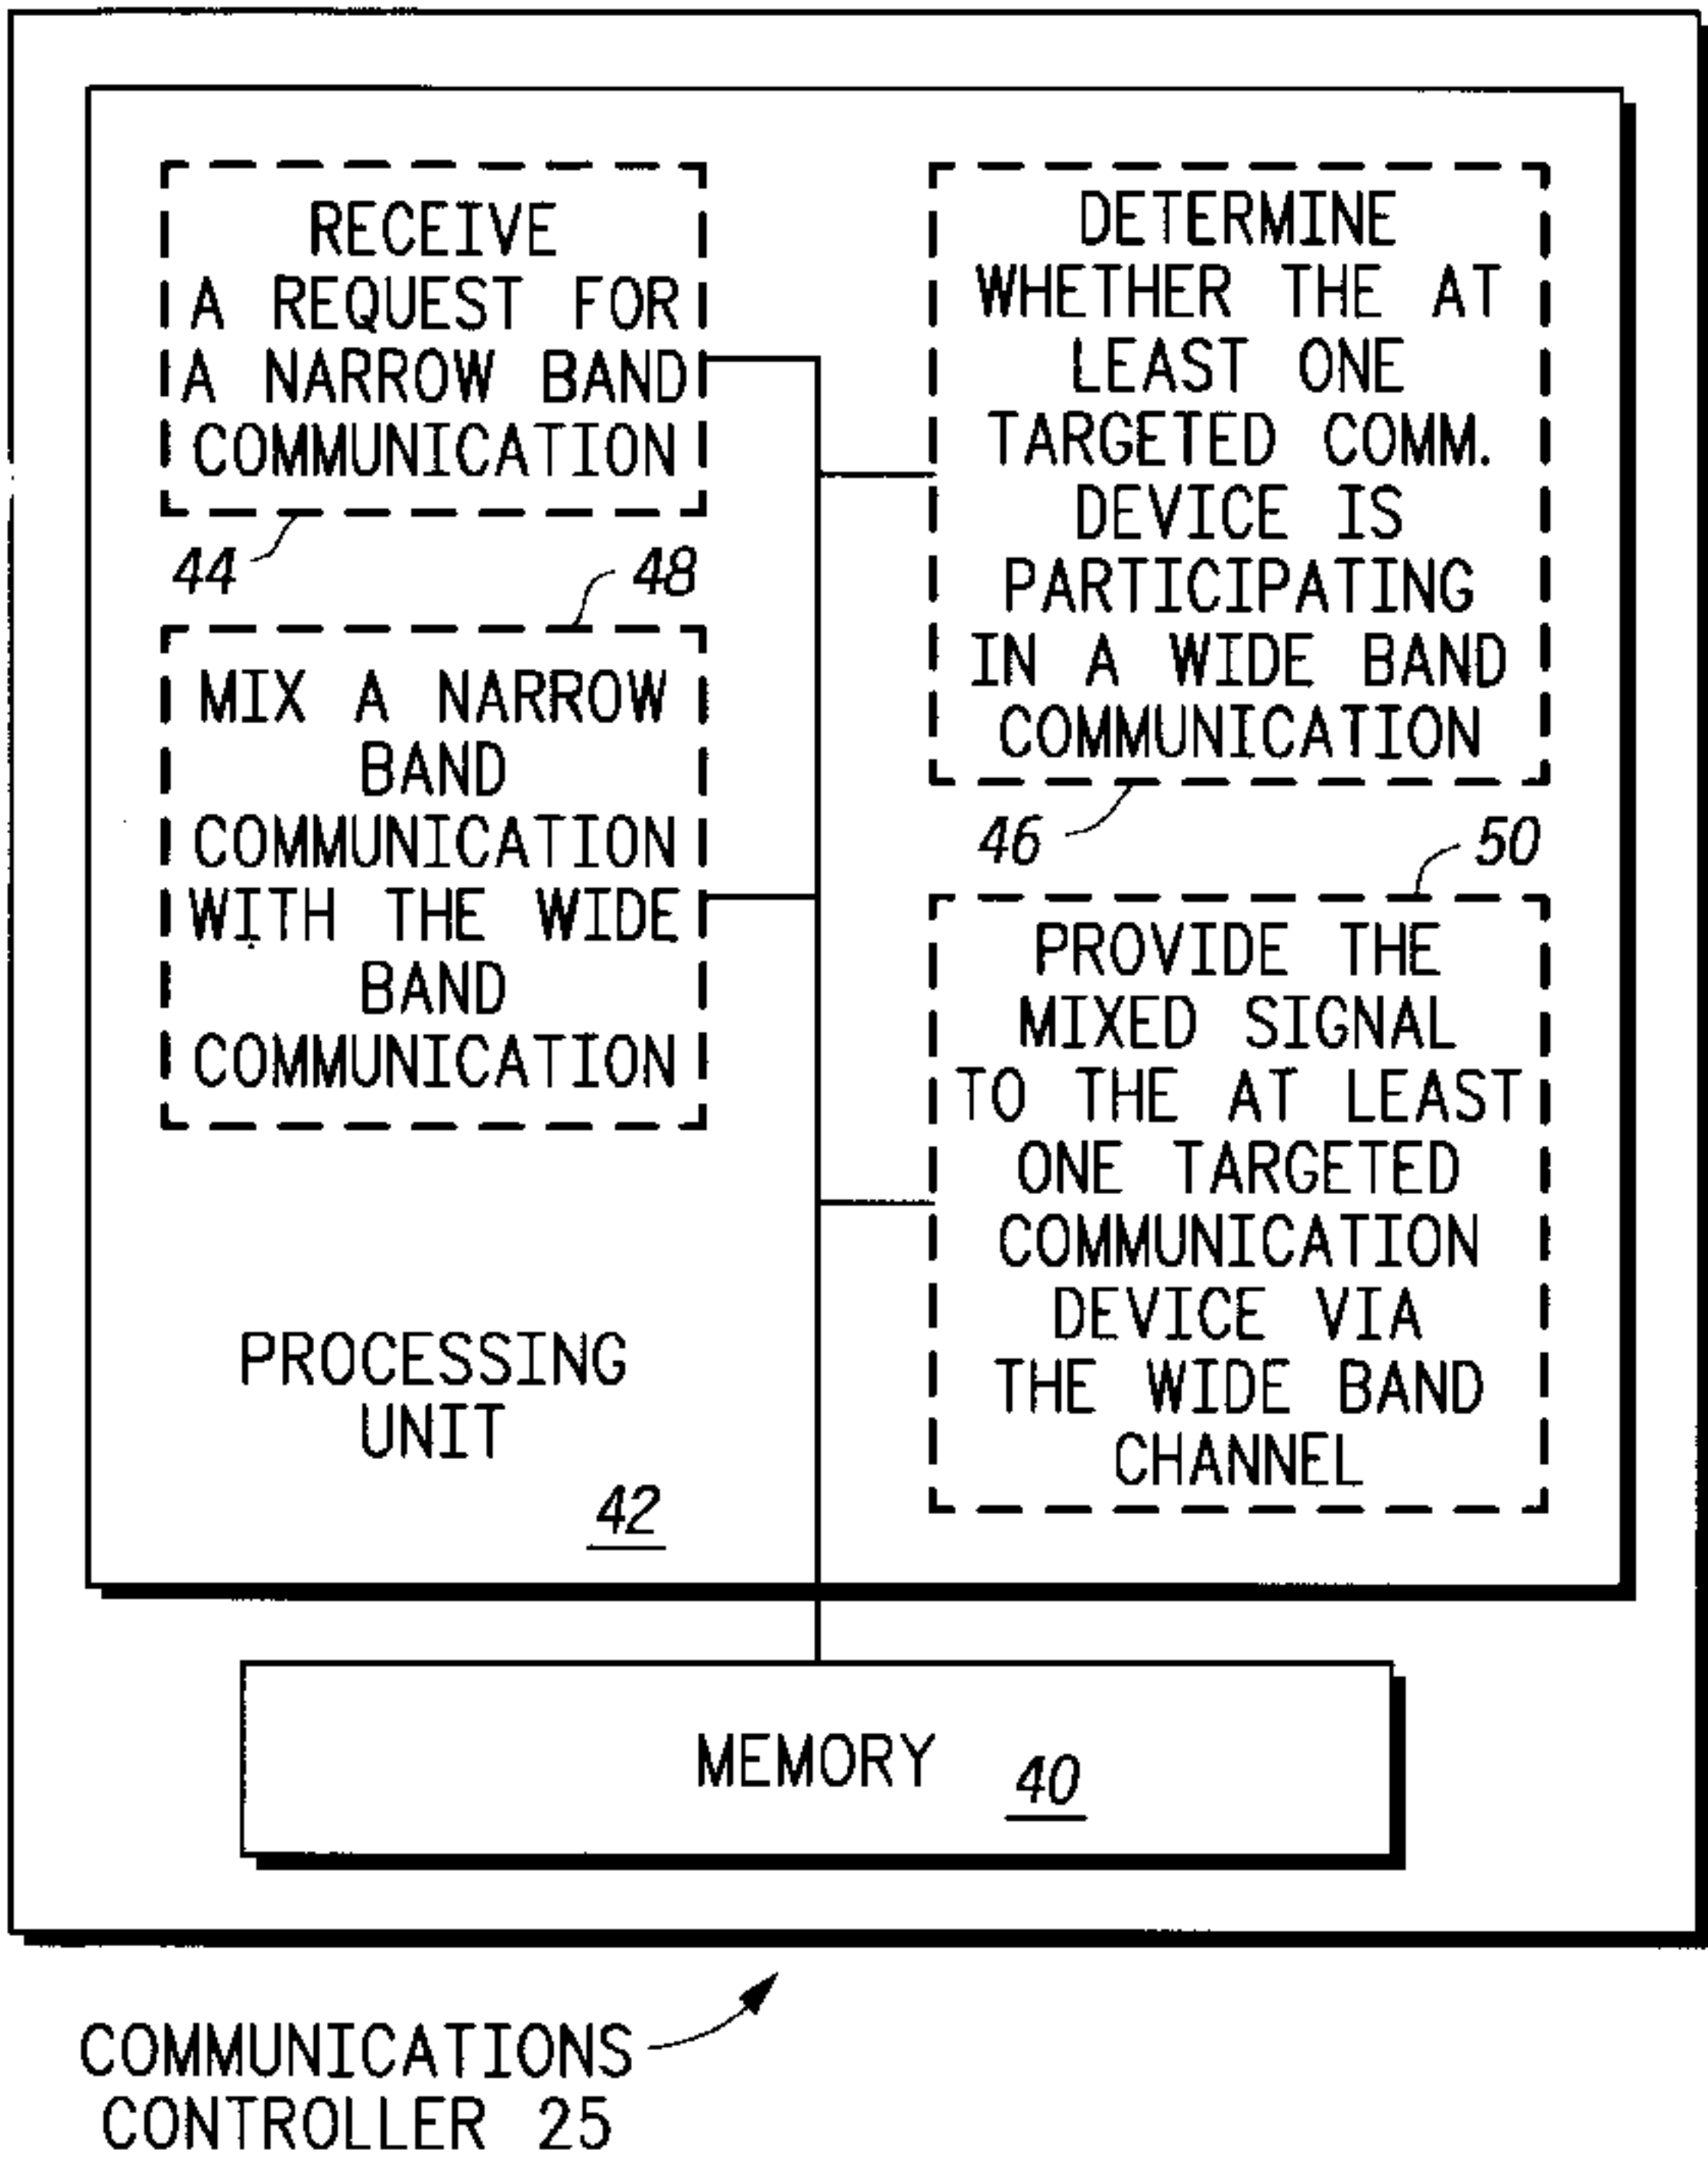 RECEIVE
A REQUEST FOR
A NARROW BAND
COMMUNICATION
44
48
MIX A NARROW
BAND
COMMUNICATION
WITH THE WIDE
BAND
COMMUNICATION
DETERMINE
WHETHER THE AT
LEAST ONE
TARGETED COMM.
DEVICE IS
PARTICIPATING
IN A WIDE BAND
COMMUNICATION
46
50
PROVIDE THE
MIXED SIGNAL
TO THE AT LEAST
ONE TARGETED
COMMUNICATION
DEVICE VIA
THE WIDE BAND
CHANNEL
PROCESSING
UNIT
42
MEMORY 40
COMMUNICATIONS
CONTROLLER 25